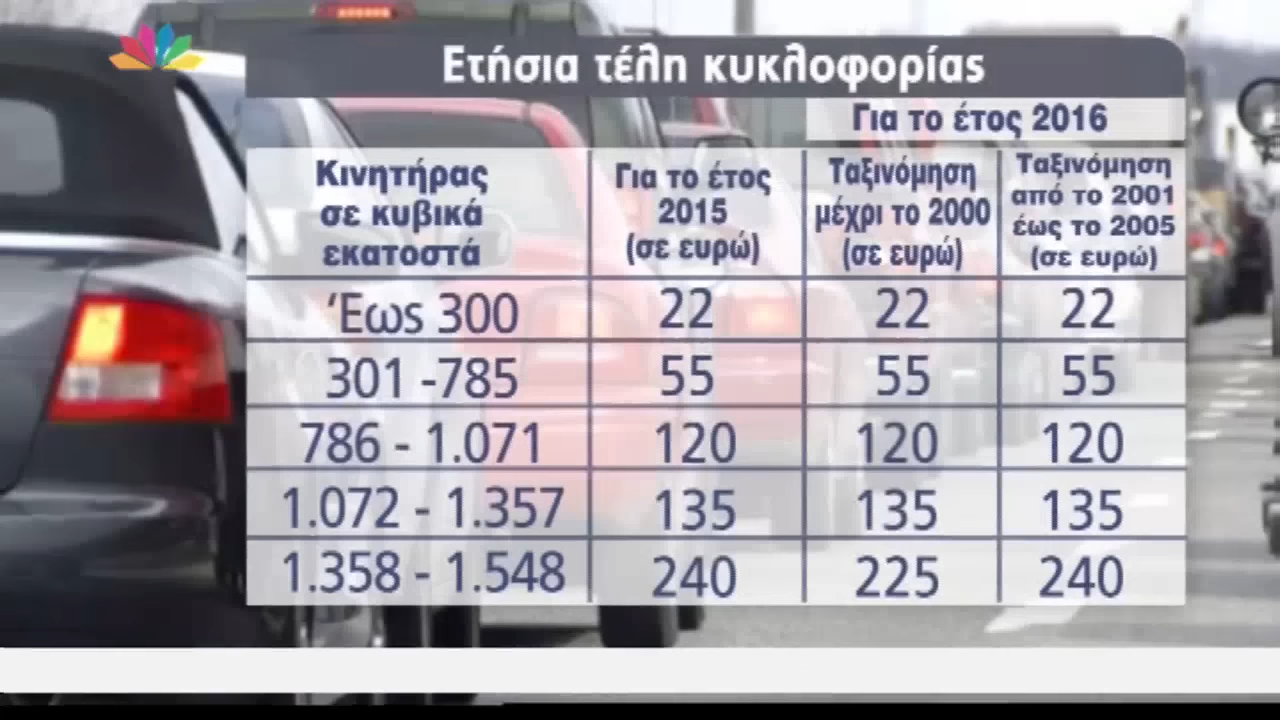 Ετήσια τέλη κυκλοφορίας
Για το έτος 2016
Κινητήρας
σε κυβικά
εκατοστά
Για το έτος
2015
(σε ευρώ)
Ταξινόμηση
μέχρι το 2000
(σε ευρώ)
Ταξινόμηση
από το 2001
έως το 2005
(σε ευρώ)
‘Εως 300 22 22 22
301 -785 55 55 55
786 - 1.071 120 120 120
1.072 - 1.357 135 135 135
1.358 - 1.548 240 225 240